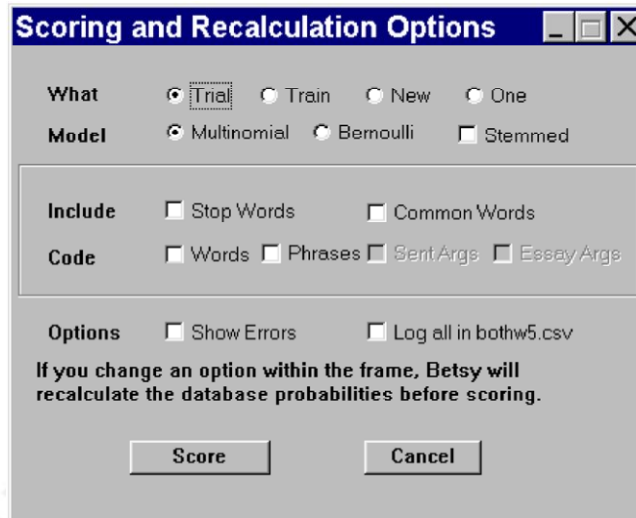 Scoring and Recalculation Options
What Trial Train New One
Model Multinomial Bernoulli Stemmed
Include Stop Words Common Words
Code Words Phrases Sent Args Essay Args
Options Show Errors Log all in bothw5.csv
If you change an option within the frame, Betsy will
recalculate the database probabilities before scoring.
Score Cancel